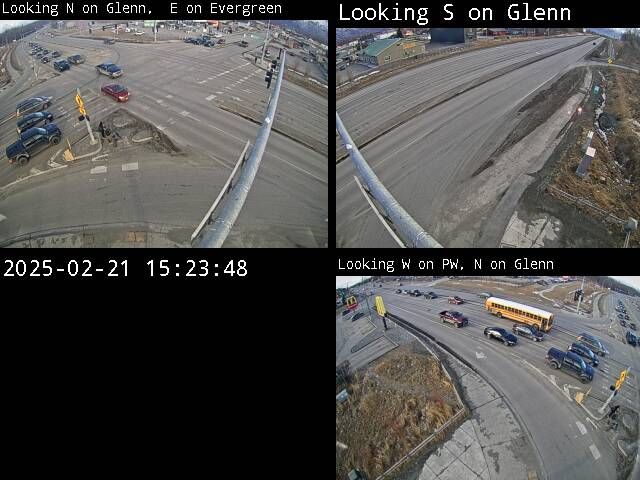 Looking N on Glenn,  E on Evergreen
Looking S on Glenn
2025-02-21 15:23:48
Looking W on PW, N on Glenn